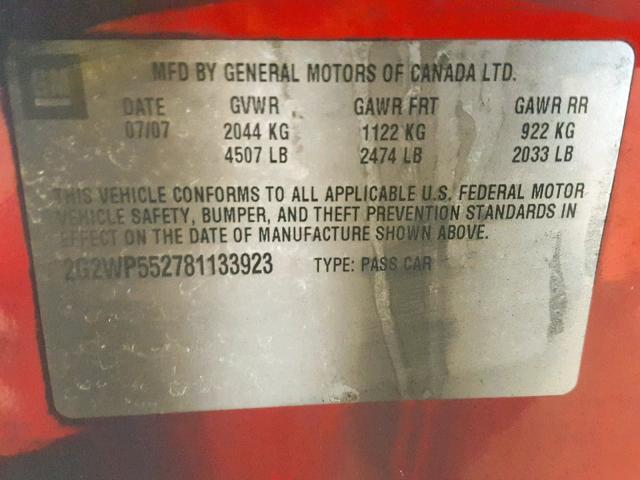 GM
MFD BY GENERAL MOTORS OF CANADA LTD.
DATE GVWR GAWR FRT GAWR RR
07/07 2044 KG 1122 KG 922 KG
4507 LB 2474 LB 2033 LB
THIS VEHICLE CONFORMS TO ALL APPLICABLE U.S. FEDERAL MOTOR
VEHICLE SAFETY, BUMPER, AND THEFT PREVENTION STANDARDS IN
EFFECT ON THE DATE OF MANUFACTURE SHOWN ABOVE.
2G2WP552781133923 TYPE: PASS CAR